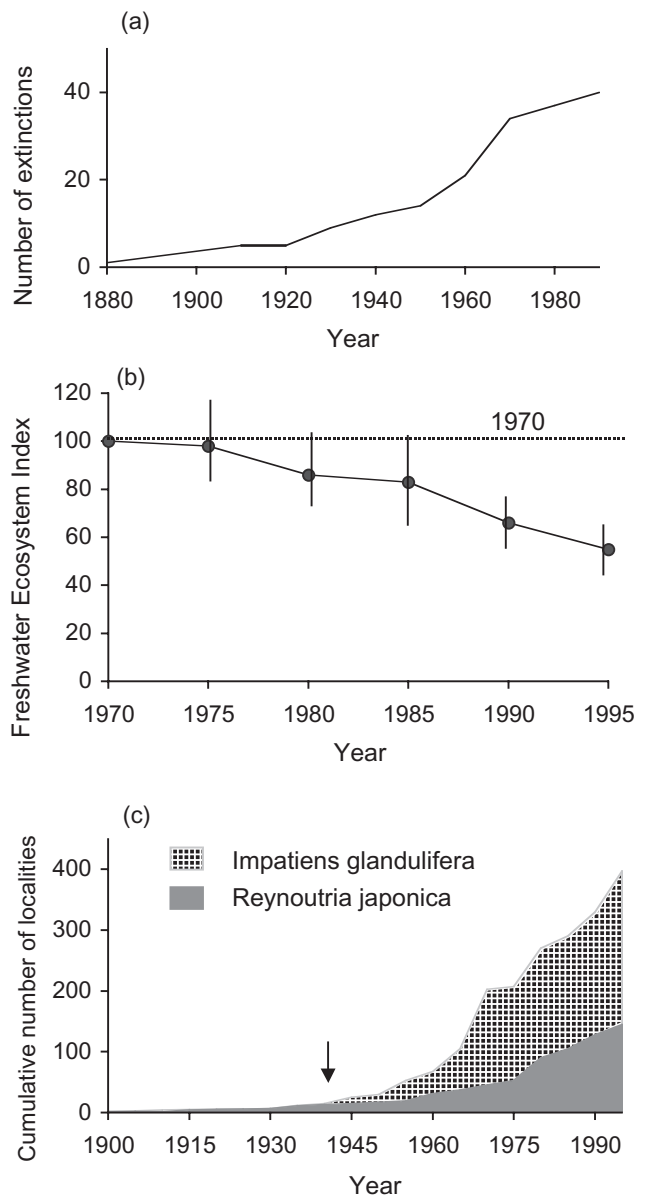 (a)
Number of extinctions
40
20
0
1880 1900 1920 1940 1960 1980
Year
(b)
Freshwater Ecosystem Index
120
100
80
60
40
20
0
1970
1970 1975 1980 1985 1990 1995
Year
(c)
Cumulative number of localities
400
300
200
100
0
Impatiens glandulifera
Reynoutria japonica
1900 1915 1930 1945 1960 1975 1990
Year